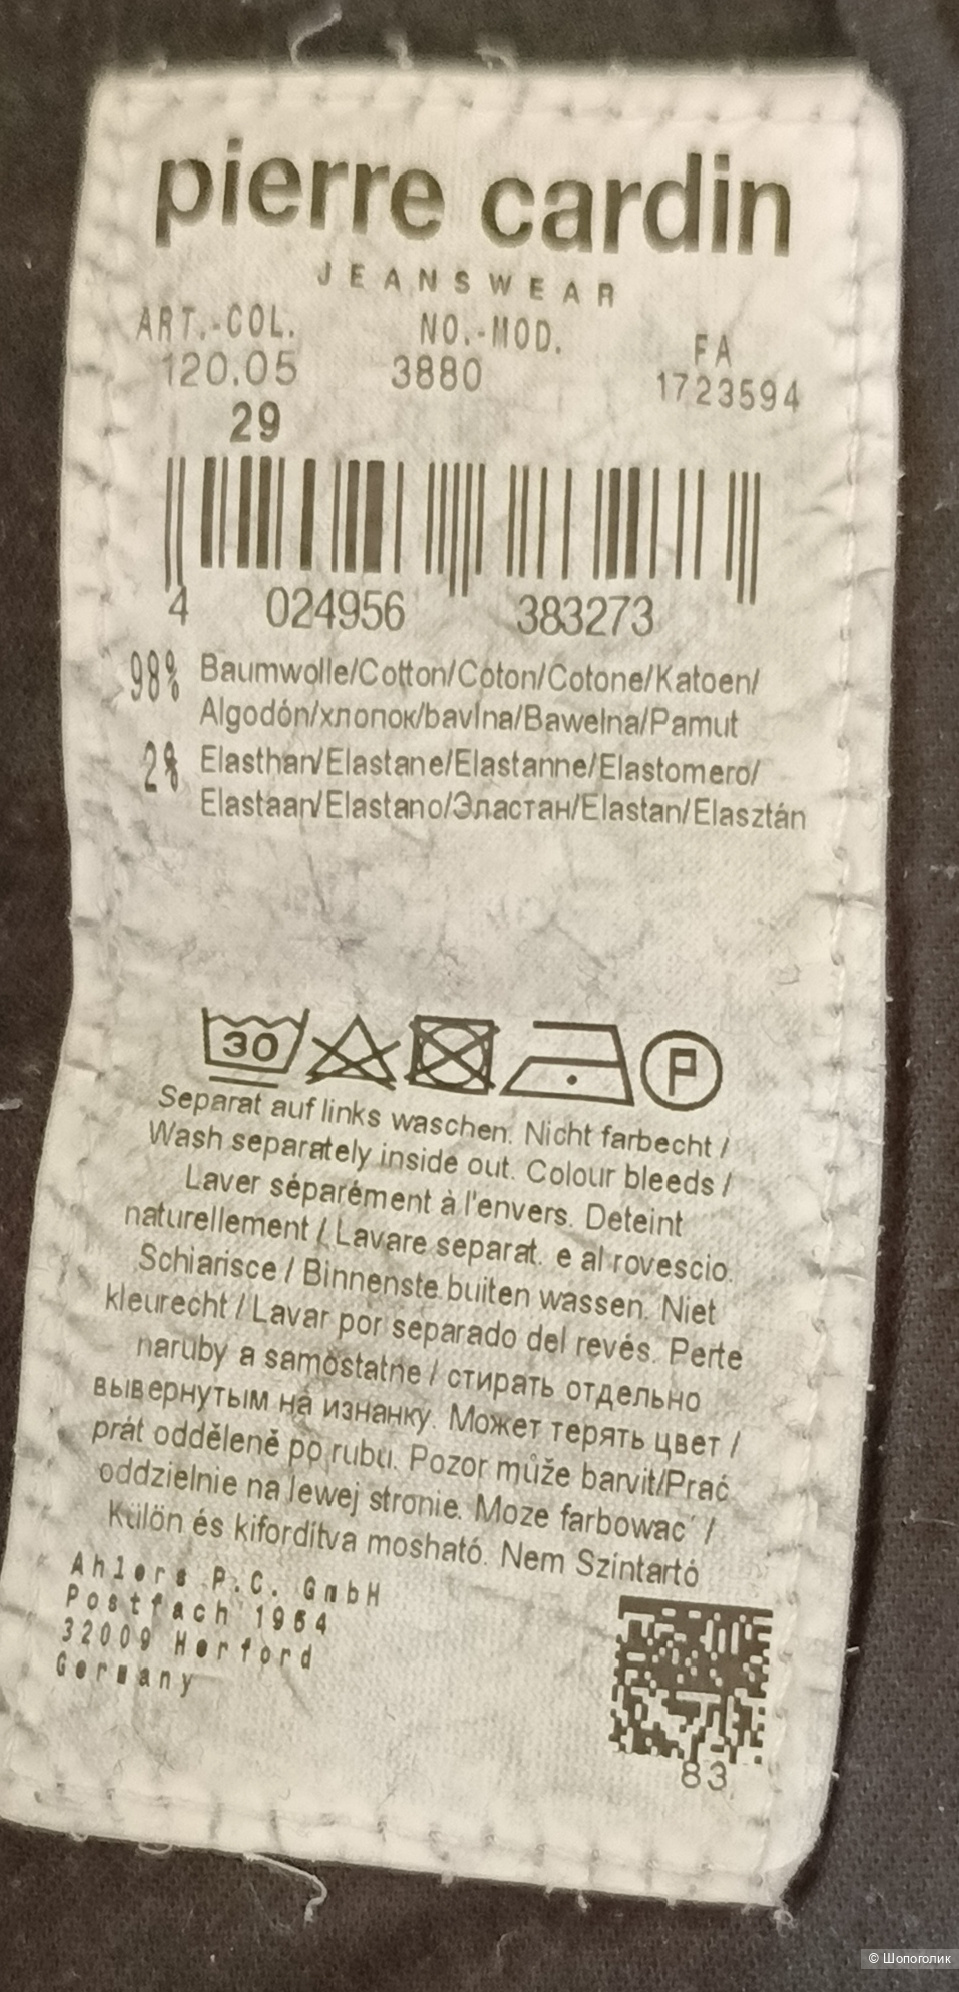 pierre cardin
JEANSWEAR
ART.-COL. NO.-MOD. FA
120.05 3880 1723594
29
4 024956 383273
98% Baumwolle/Cotton/Coton/Cotone/Katoen/
Algodón/хлопок/bavlna/Bawełna/Pamut
2% Elasthan/Elastane/Elastanne/Elastomero/
Elastaan/Elastano/Эластан/Elastan/Elasztán
30
P
Separat auf links waschen. Nicht farbecht /
Wash separately inside out. Colour bleeds /
Laver séparément à l'envers. Deteint
naturellement / Lavare separat. e al rovescio.
Schiarisce / Binnenste buiten wassen. Niet
kleurecht / Lavar por separado del revés. Perte
naruby a samostatne / стирать отдельно
вывернутым на изнанку. Может терять цвет /
prát odděleně po rubu. Pozor může barvit/Prać
oddzielnie na lewej stronie. Moze farbowac´ /
Külön és kifordítva mosható. Nem Színtartó
Ahlers P.C. GmbH
Postfach 1964
32009 Herford
Germany
83
© Шопоголик